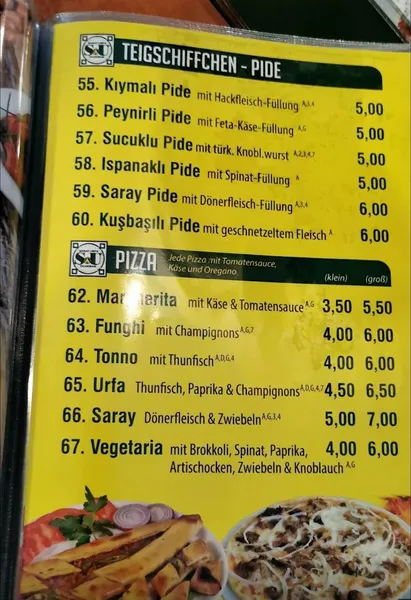 TEIGSCHIFFCHEN - PIDE
55. Kıymalı Pide mit Hackfleisch-Füllung A,3,4 5,00
56. Peynirli Pide mit Feta-Käse-Füllung A,G 5,00
57. Sucuklu Pide mit türk. Knobl.wurst A,2,3,4,7 5,00
58. Ispanaklı Pide mit Spinat-Füllung A 5,00
59. Saray Pide mit Dönerfleisch-Füllung A,3,4 6,00
60. Kuşbaşılı Pide mit geschnetzeltem Fleisch A 6,00
PIZZA Jede Pizza mit Tomatensauce,
Käse und Oregano.
(klein) (groß)
62. Margherita mit Käse & Tomatensauce A,G 3,50 5,50
63. Funghi mit Champignons A,G,7 4,00 6,00
64. Tonno mit Thunfisch A,D,G,4 4,00 6,00
65. Urfa Thunfisch, Paprika & Champignons A,D,G,4,7 4,50 6,50
66. Saray Dönerfleisch & Zwiebeln A,G,3,4 5,00 7,00
67. Vegetaria mit Brokkoli, Spinat, Paprika, 4,00 6,00
Artischocken, Zwiebeln & Knoblauch A,G